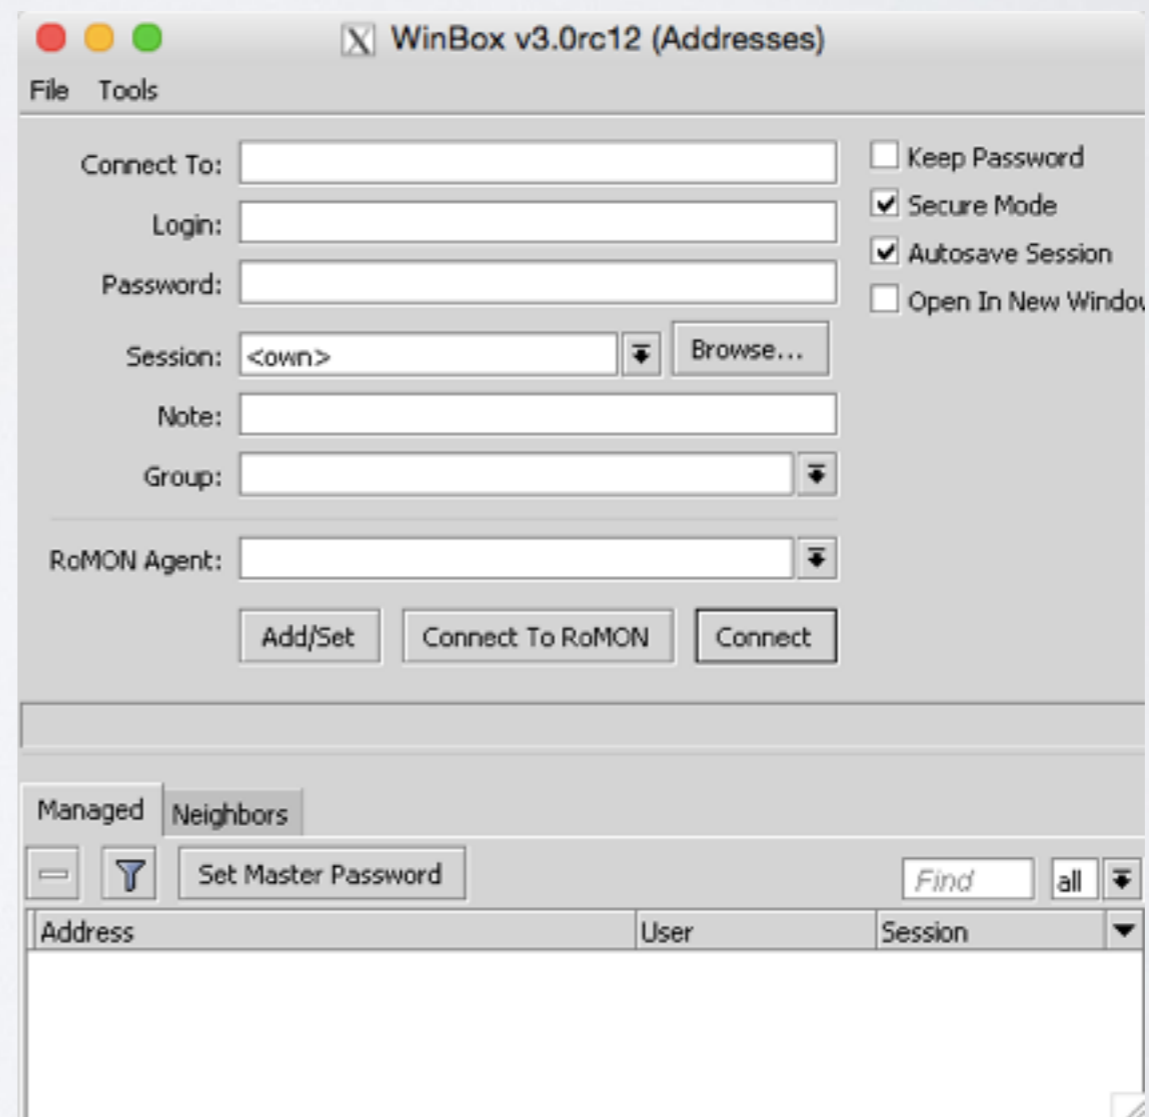 WinBox v3.0rc12 (Addresses)
File Tools
Connect To:
Keep Password
Login:
Secure Mode
Password:
Autosave Session
Open In New Window
Session: <own> Browse...
Note:
Group:
RoMON Agent:
Add/Set Connect To RoMON Connect
Managed Neighbors
Set Master Password Find all
Address User Session